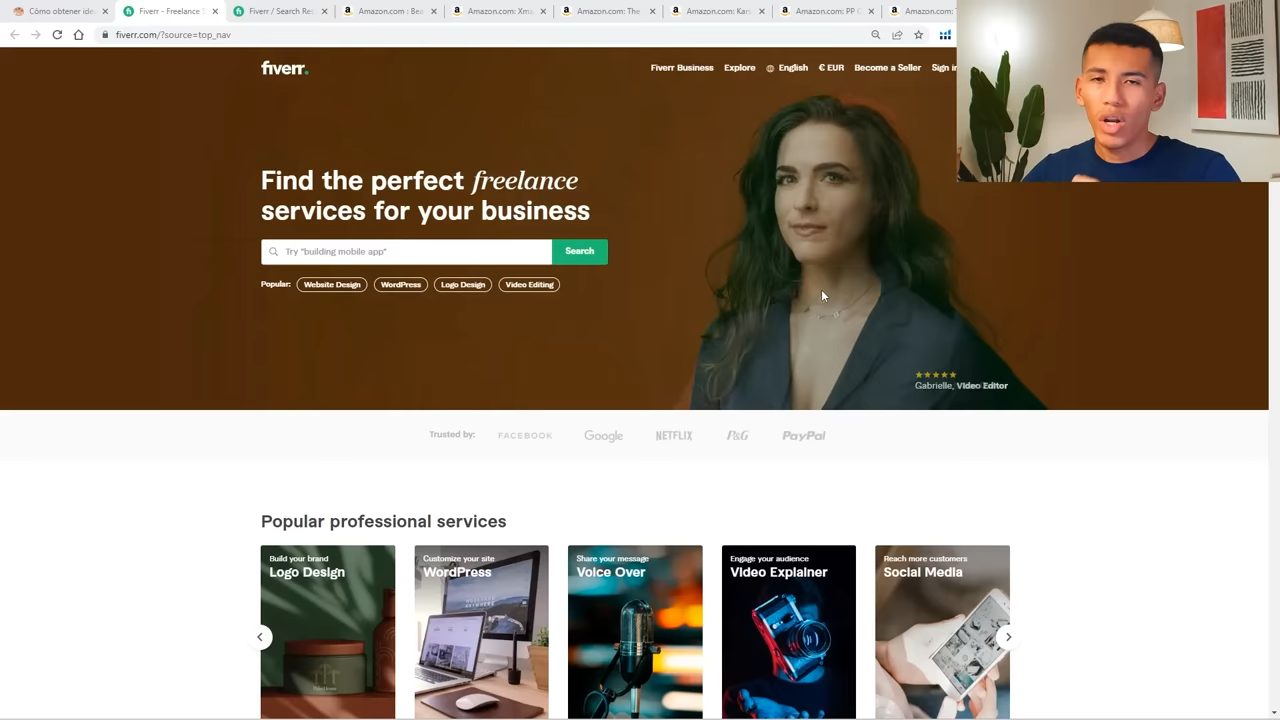 Cómo obtener ide
Fiverr - Freelance
Fiverr / Search Re
Amazon.com : Bea
Amazon.com: Xma
Amazon.com: The
Amazon.com: Kar
Amazon.com: PP C
Amazon.com:
fiverr.com/?source=top_nav
fiverr.
Fiverr Business
Explore
English
€ EUR
Become a Seller
Sign in
Find the perfect freelance
services for your business
Try "building mobile app"
Search
Popular:
Website Design
WordPress
Logo Design
Video Editing
Gabrielle, Video Editor
Trusted by:
FACEBOOK
Google
NETFLIX
P&G
PayPal
Popular professional services
Build your brand
Logo Design
Customize your site
WordPress
Share your message
Voice Over
Engage your audience
Video Explainer
Reach more customers
Social Media